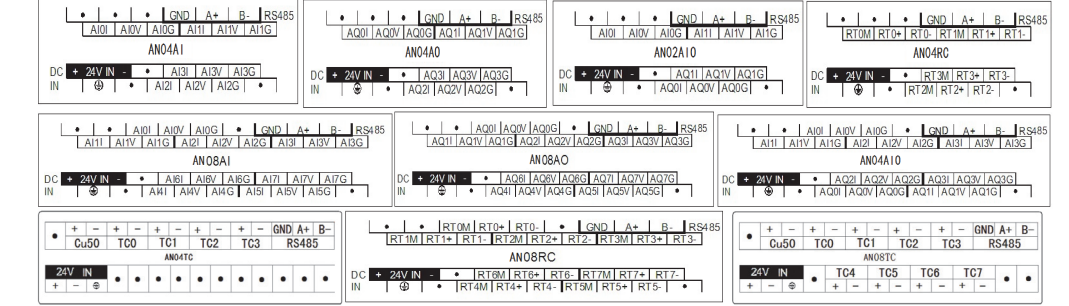 GND A+ B- RS485
AI0I AI0V AI0G AI1I AI1V AI1G
AN04AI
DC + 24V IN - AI3I AI3V AI3G
IN AI2I AI2V AI2G
GND A+ B- RS485
AQ0I AQ0V AQ0G AQ1I AQ1V AQ1G
AN04AO
DC + 24V IN - AQ3I AQ3V AQ3G
IN AQ2I AQ2V AQ2G
GND A+ B- RS485
AI0I AI0V AI0G AI1I AI1V AI1G
AN02AIO
DC + 24V IN - AQ1I AQ1V AQ1G
IN AQ0I AQ0V AQ0G
GND A+ B- RS485
RT0M RT0+ RT0- RT1M RT1+ RT1-
AN04RC
DC + 24V IN - RT3M RT3+ RT3-
IN RT2M RT2+ RT2-
AI0I AI0V AI0G GND A+ B- RS485
AI1I AI1V AI1G AI2I AI2V AI2G AI3I AI3V AI3G
AN08AI
DC + 24V IN - AI6I AI6V AI6G AI7I AI7V AI7G
IN AI4I AI4V AI4G AI5I AI5V AI5G
AQ0I AQ0V AQ0G GND A+ B- RS485
AQ1I AQ1V AQ1G AQ2I AQ2V AQ2G AQ3I AQ3V AQ3G
AN08AO
DC + 24V IN - AQ6I AQ6V AQ6G AQ7I AQ7V AQ7G
IN AQ4I AQ4V AQ4G AQ5I AQ5V AQ5G
AI0I AI0V AI0G GND A+ B- RS485
AI1I AI1V AI1G AI2I AI2V AI2G AI3I AI3V AI3G
AN04AIO
DC + 24V IN - AQ2I AQ2V AQ2G AQ3I AQ3V AQ3G
IN AQ0I AQ0V AQ0G AQ1I AQ1V AQ1G
+ - + - + - + - + - GND A+ B-
Cu50 TC0 TC1 TC2 TC3 RS485
AN04TC
24V IN
+ -
RT0M RT0+ RT0- GND A+ B- RS485
RT1M RT1+ RT1- RT2M RT2+ RT2- RT3M RT3+ RT3-
AN08RC
DC + 24V IN - RT6M RT6+ RT6- RT7M RT7+ RT7-
IN RT4M RT4+ RT4- RT5M RT5+ RT5-
+ - + - + - + - + - GND A+ B-
Cu50 TC0 TC1 TC2 TC3 RS485
AN08TC
24V IN TC4 TC5 TC6 TC7
+ - + - + - + - + -